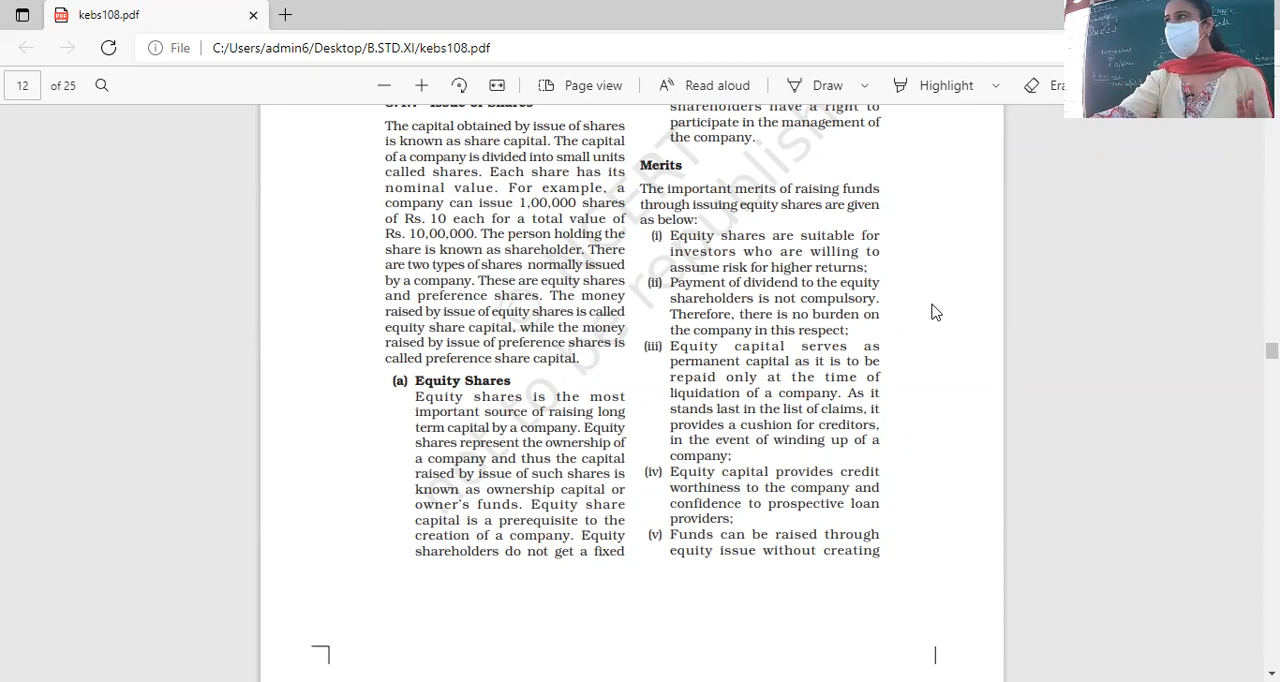 kebs108.pdf
File
C:/Users/admin6/Desktop/B.STD.XI/kebs108.pdf
12
of 25
Page view
Read aloud
Draw
Highlight
Era
The capital obtained by issue of shares
is known as share capital. The capital
of a company is divided into small units
called shares. Each share has its
nominal value. For example, a
company can issue 1,00,000 shares
of Rs. 10 each for a total value of
Rs. 10,00,000. The person holding the
share is known as shareholder. There
are two types of shares normally issued
by a company. These are equity shares
and preference shares. The money
raised by issue of equity shares is called
equity share capital, while the money
raised by issue of preference shares is
called preference share capital.
(a) Equity Shares
Equity shares is the most
important source of raising long
term capital by a company. Equity
shares represent the ownership of
a company and thus the capital
raised by issue of such shares is
known as ownership capital or
owner's funds. Equity share
capital is a prerequisite to the
creation of a company. Equity
shareholders do not get a fixed
shareholders have a right to
participate in the management of
the company.
Merits
The important merits of raising funds
through issuing equity shares are given
as below:
(i) Equity shares are suitable for
investors who are willing to
assume risk for higher returns;
(ii) Payment of dividend to the equity
shareholders is not compulsory.
Therefore, there is no burden on
the company in this respect;
(iii) Equity capital serves as
permanent capital as it is to be
repaid only at the time of
liquidation of a company. As it
stands last in the list of claims, it
provides a cushion for creditors,
in the event of winding up of a
company;
(iv) Equity capital provides credit
worthiness to the company and
confidence to prospective loan
providers;
(v) Funds can be raised through
equity issue without creating
© NCERT
not to be republish